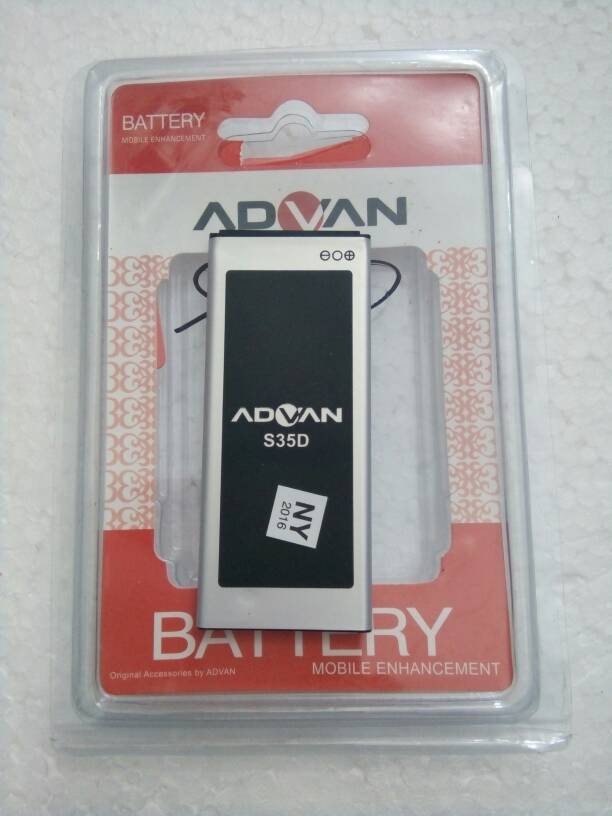 BATTERY
MOBILE ENHANCEMENT
ADVAN
ADVAN
S35D
NY
2016
BATTERY
MOBILE ENHANCEMENT
Original Accessories by ADVAN